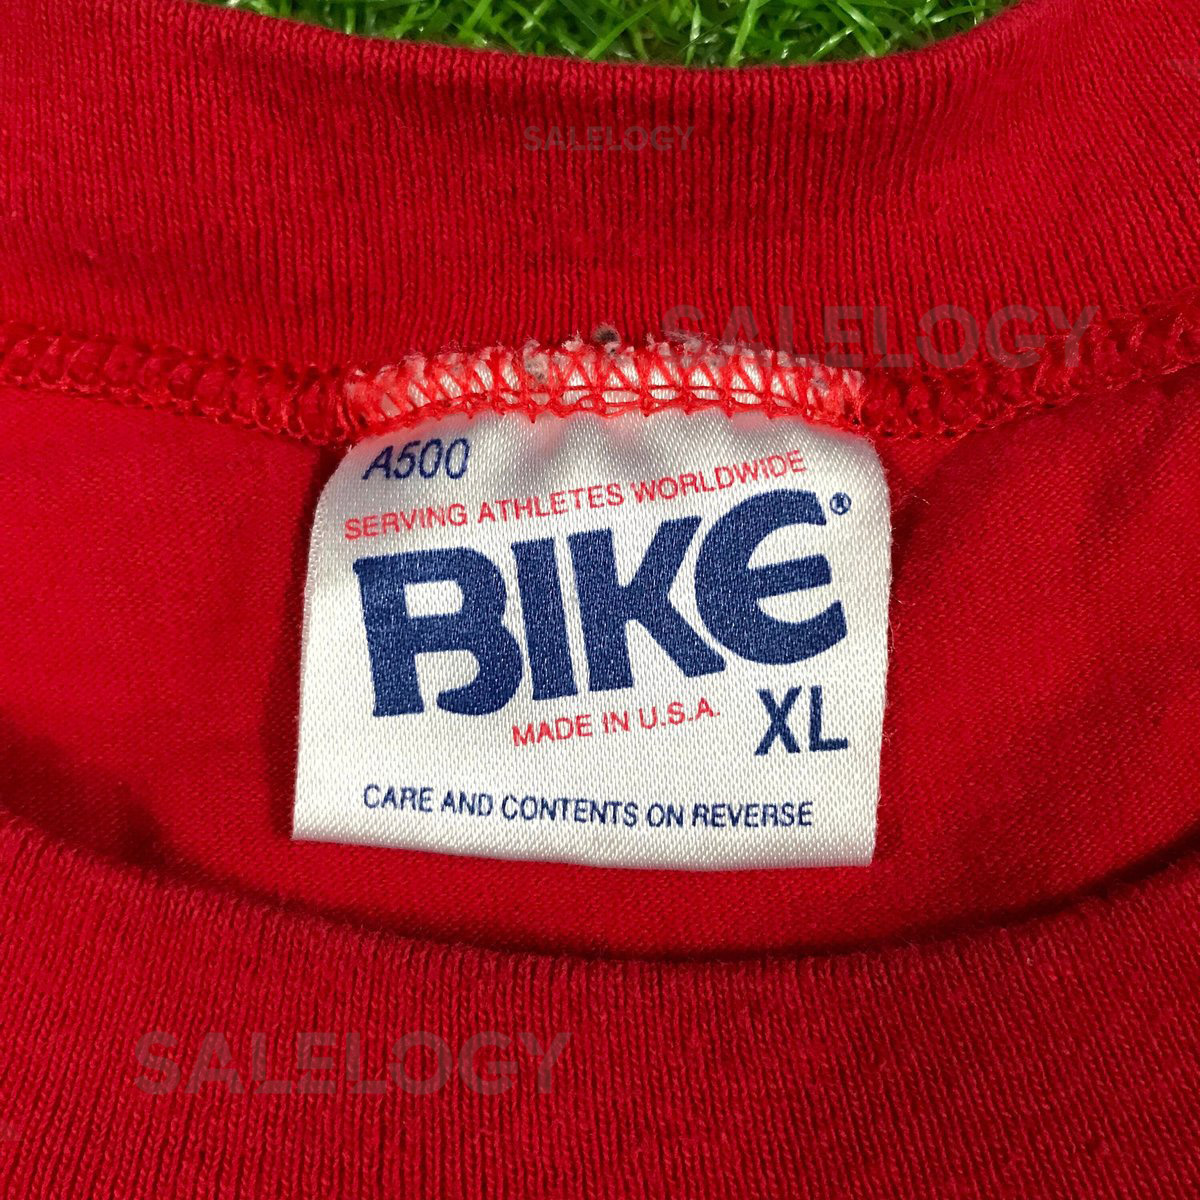 SALELOGY
SALELOGY
A500
SERVING ATHLETES WORLDWIDE
BIKE®
MADE IN U.S.A.
XL
CARE AND CONTENTS ON REVERSE
SALELOGY